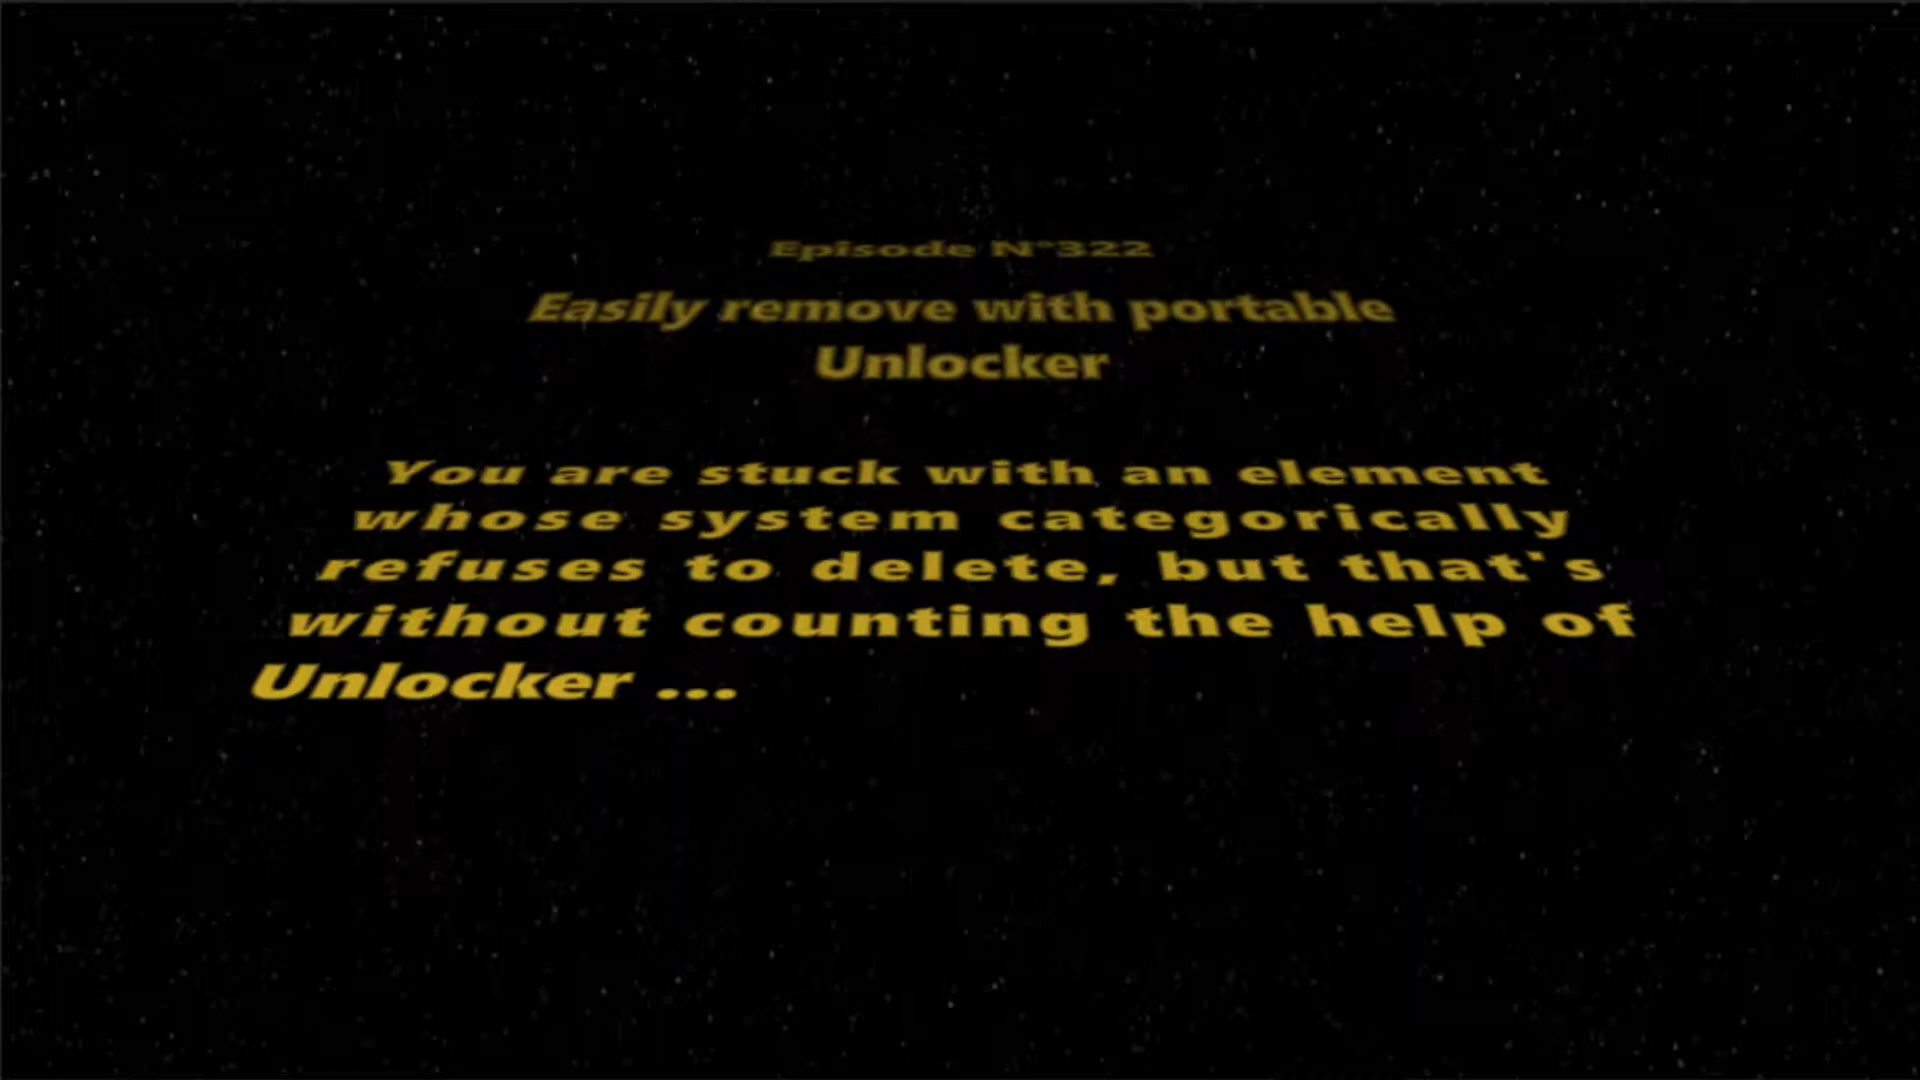 Episode N°322
Easily remove with portable
Unlocker
You are stuck with an element
whose system categorically
refuses to delete, but that's
without counting the help of
Unlocker ...